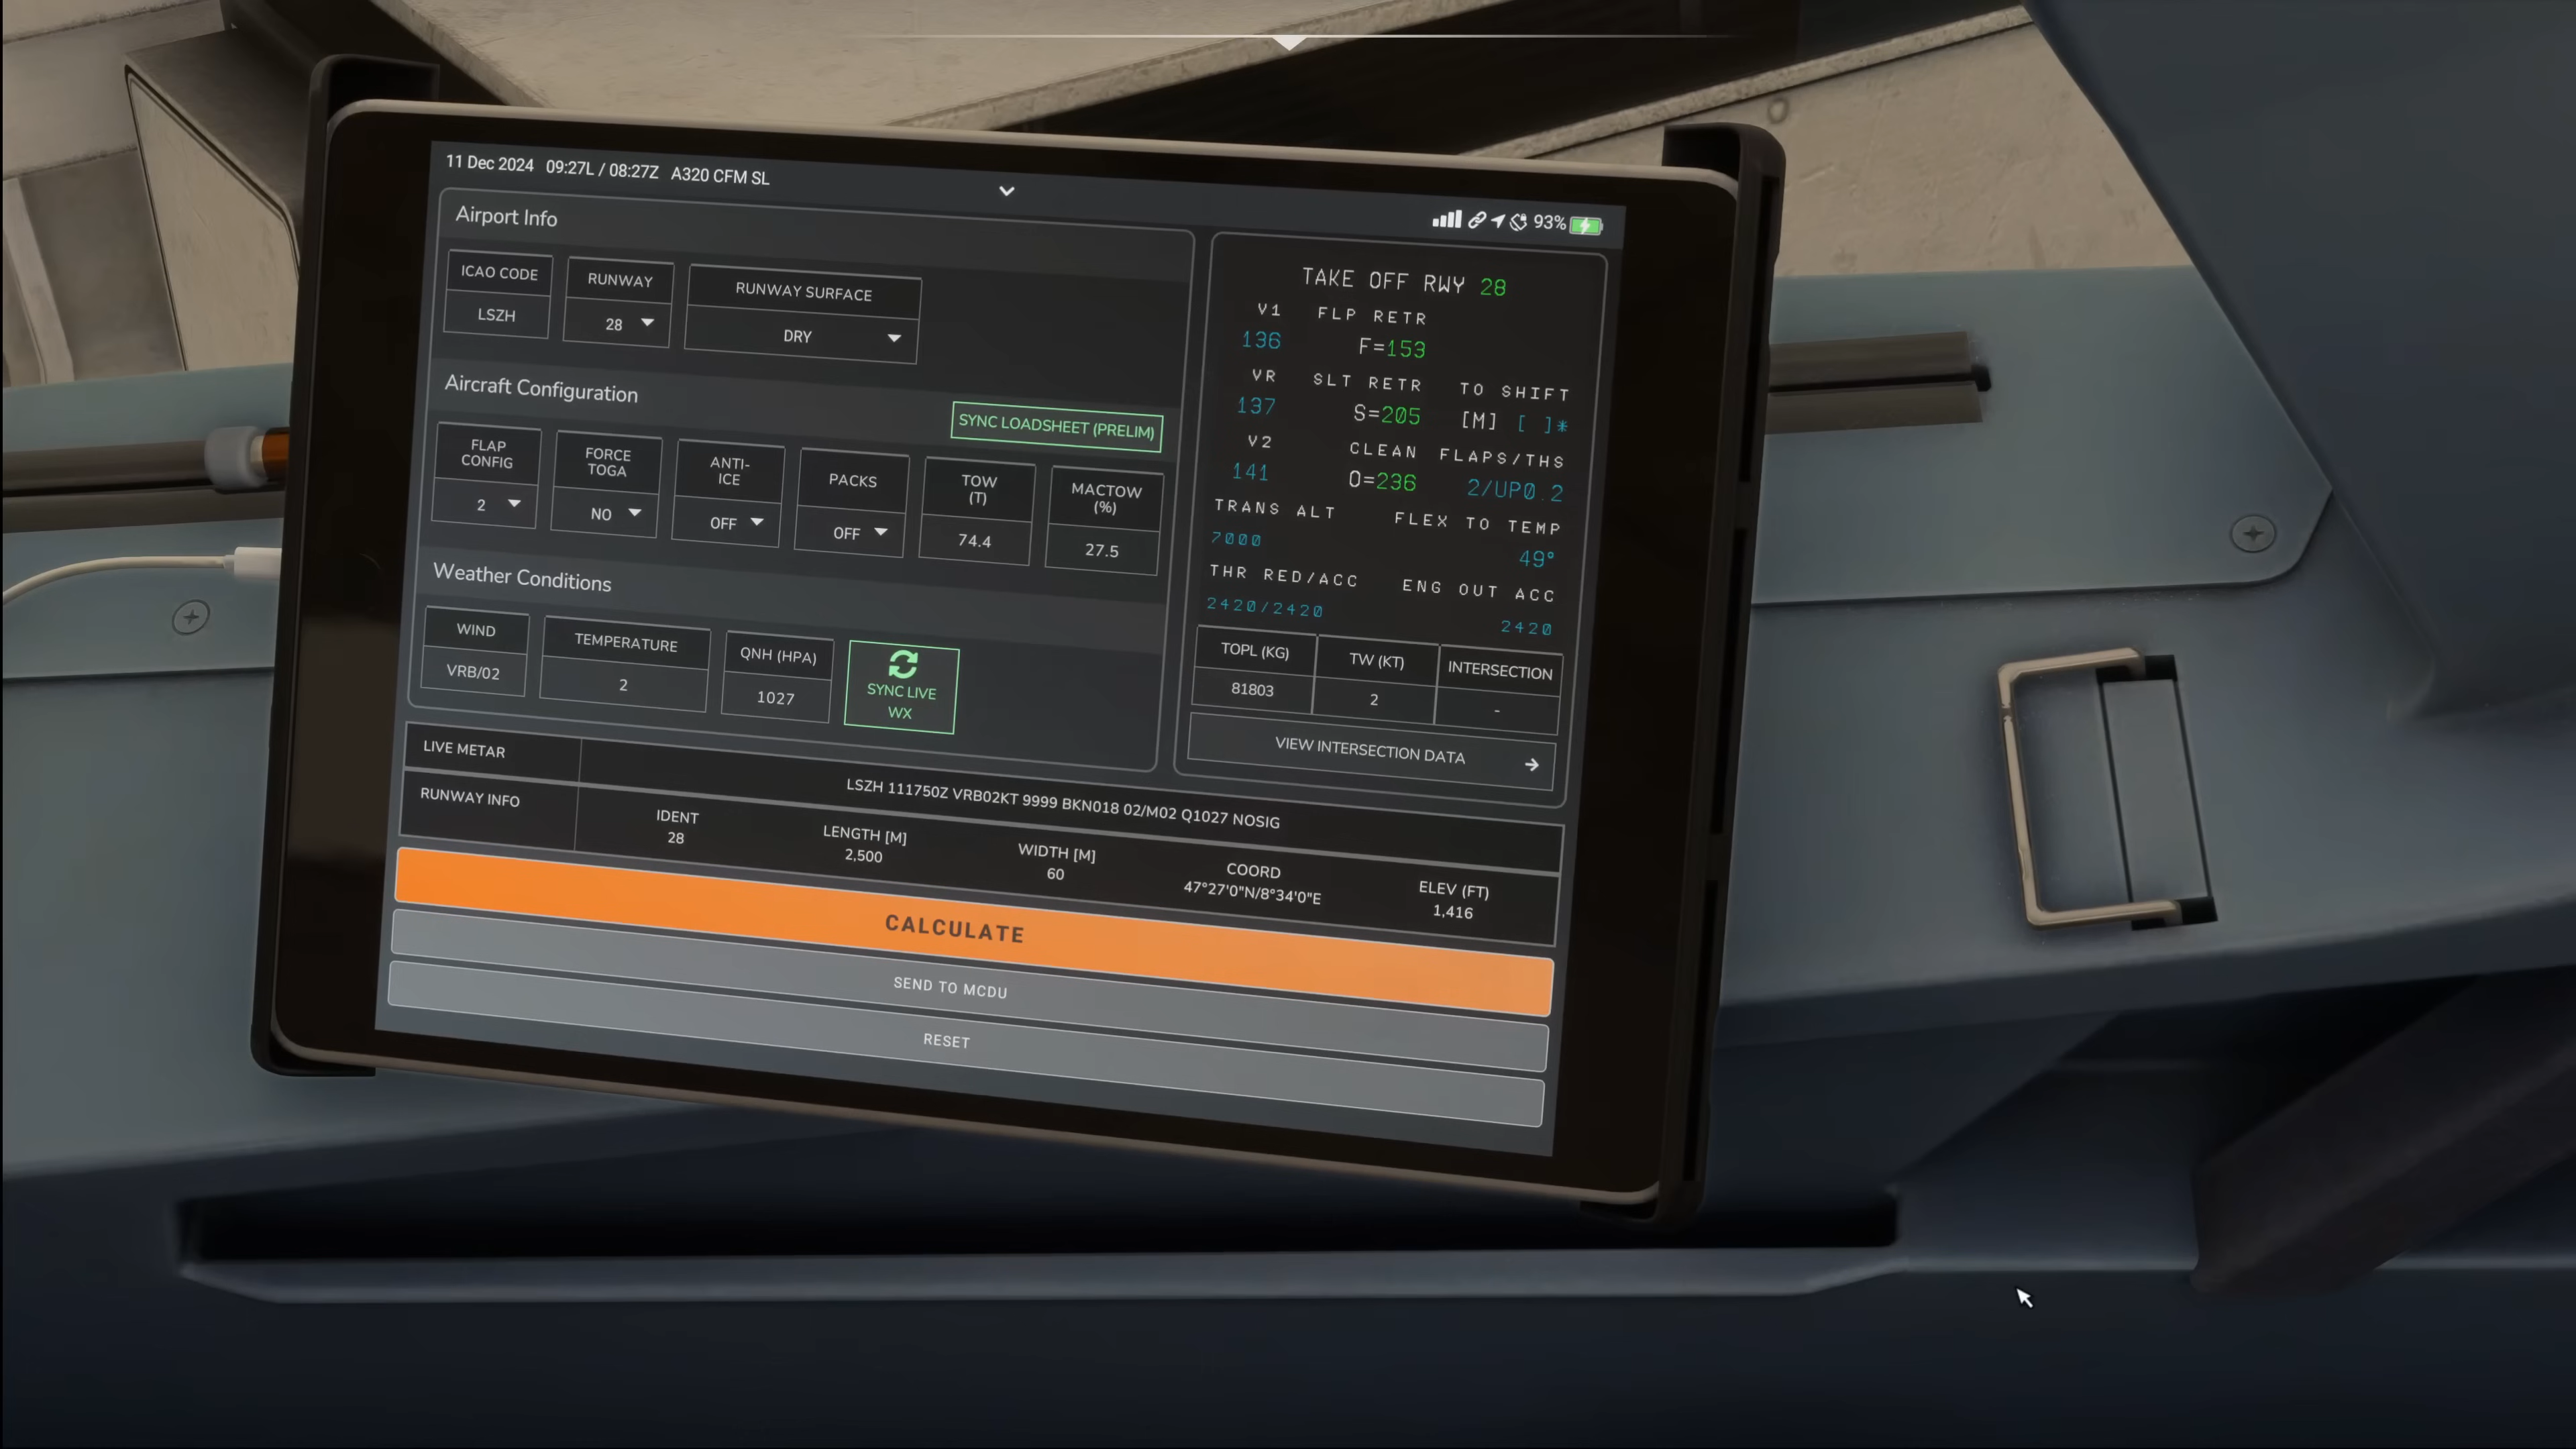 11 Dec 2024 09:27L / 08:27Z A320 CFM SL
93%
Airport Info
ICAO CODE
LSZH
RUNWAY
28
RUNWAY SURFACE
DRY
Aircraft Configuration
SYNC LOADSHEET (PRELIM)
FLAP
CONFIG
2
FORCE
TOGA
NO
ANTI-
ICE
OFF
PACKS
OFF
TOW
(T)
74.4
MACTOW
(%)
27.5
Weather Conditions
WIND
VRB/02
TEMPERATURE
2
QNH (HPA)
1027
SYNC LIVE
WX
TAKE OFF RWY 28
V1 FLP RETR
136 F=153
VR SLT RETR TO SHIFT
137 S=205 [M] [ ]*
V2 CLEAN FLAPS/THS
141 O=236 2/UP0.2
TRANS ALT FLEX TO TEMP
7000 49°
THR RED/ACC ENG OUT ACC
2420/2420 2420
TOPL (KG) TW (KT) INTERSECTION
81803 2 -
VIEW INTERSECTION DATA →
LIVE METAR
LSZH 111750Z VRB02KT 9999 BKN018 02/M02 Q1027 NOSIG
RUNWAY INFO
IDENT
28
LENGTH [M]
2,500
WIDTH [M]
60
COORD
47°27'0"N/8°34'0"E
ELEV (FT)
1,416
CALCULATE
SEND TO MCDU
RESET